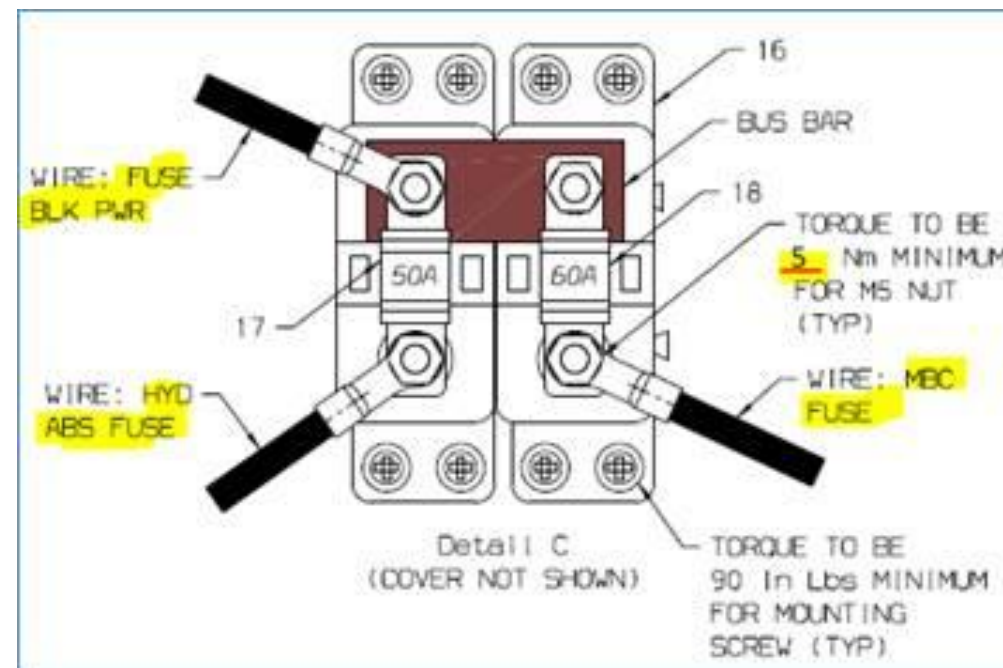 16
BUS BAR
WIRE: FUSE
BLK PWR
18
TORQUE TO BE
5 Nm MINIMUM
FOR M5 NUT
(TYP)
50A
60A
17
WIRE: HYD
ABS FUSE
WIRE: MBC
FUSE
Detail C
(COVER NOT SHOWN)
TORQUE TO BE
90 In Lbs MINIMUM
FOR MOUNTING
SCREW (TYP)